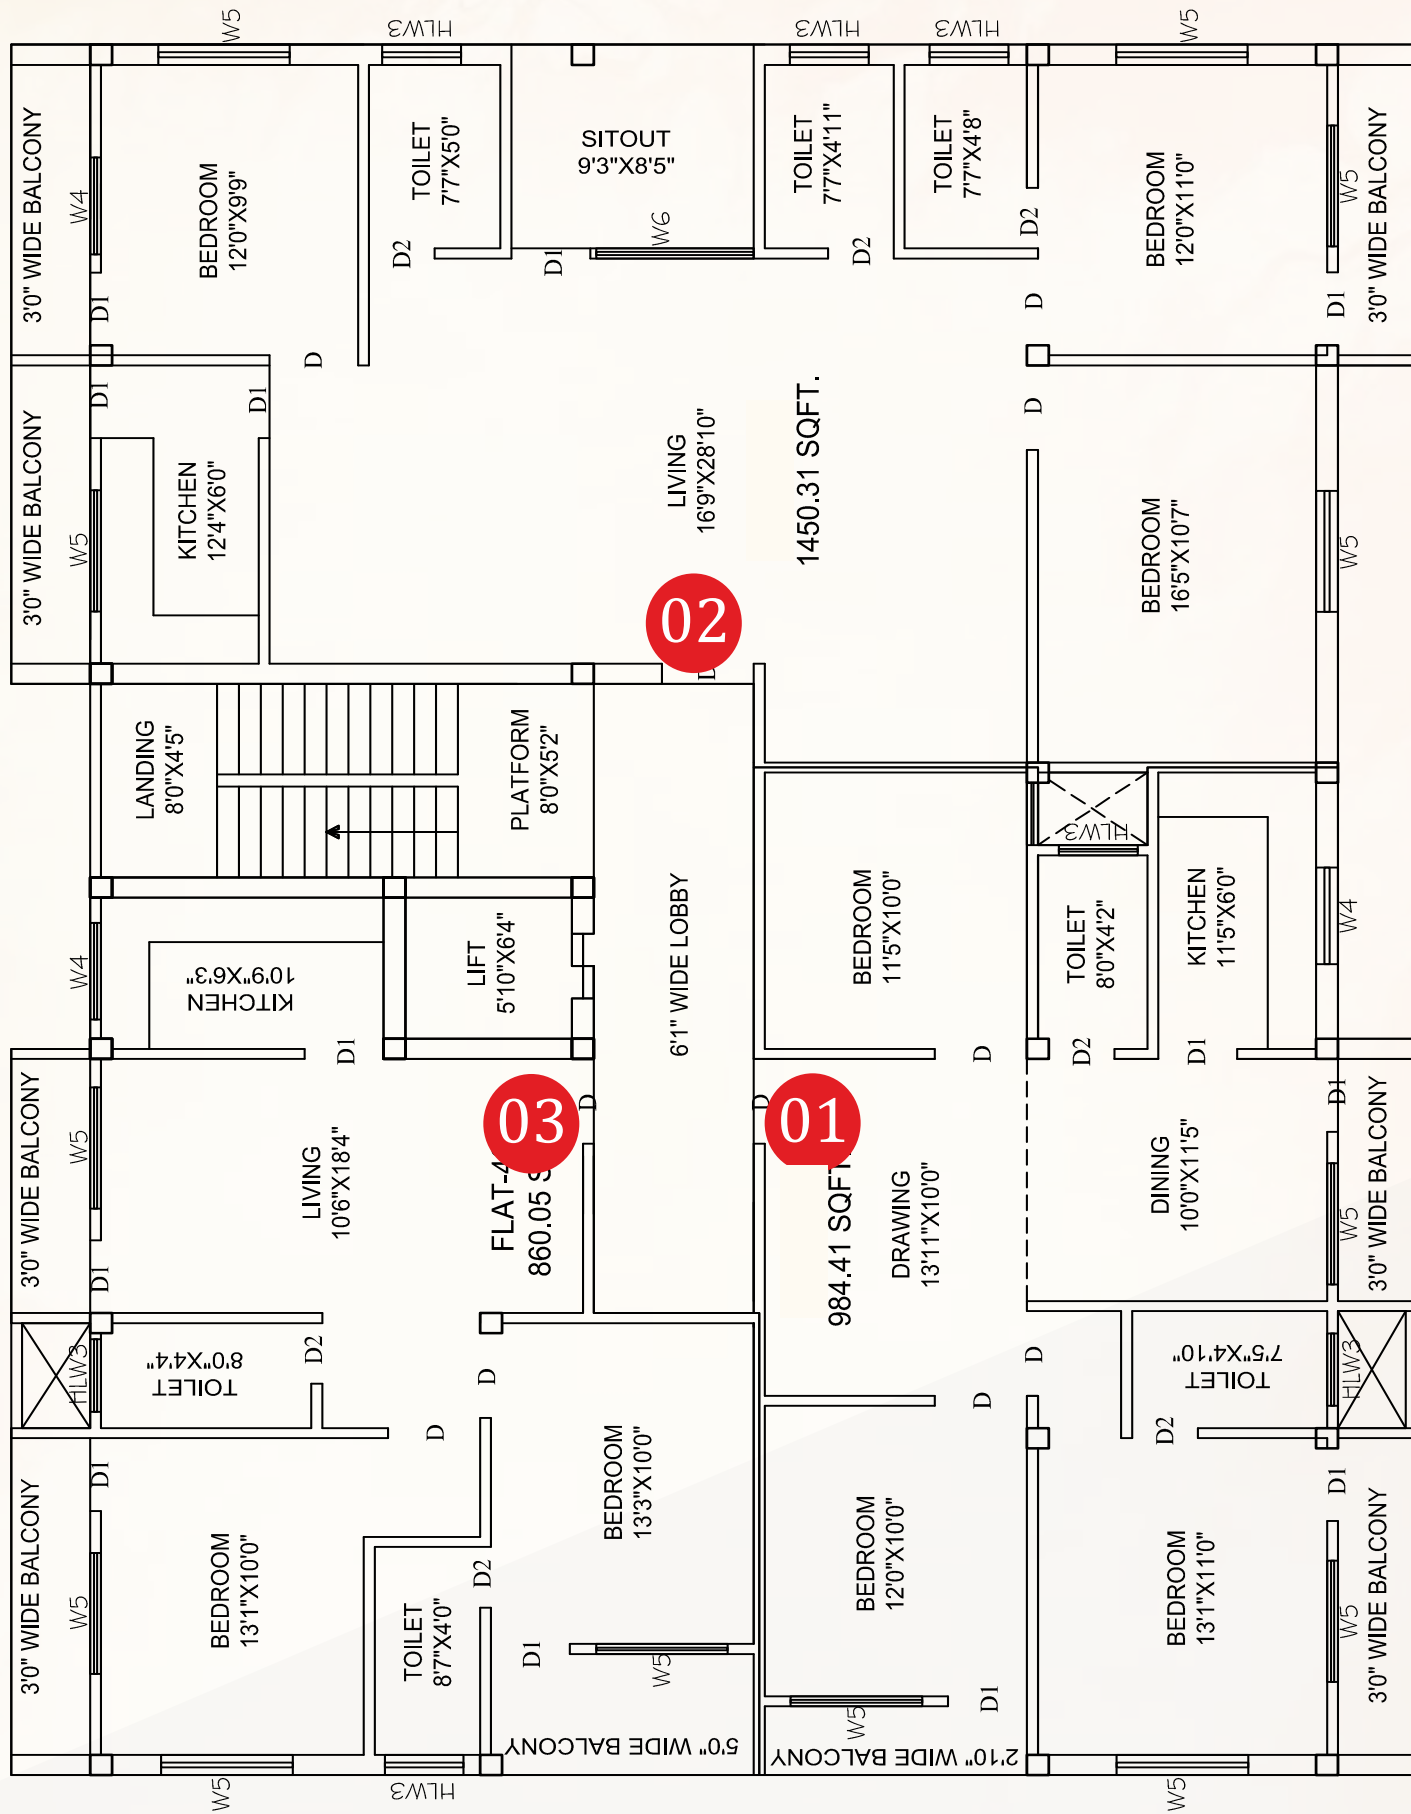 W5
HLW3
HLW3
HLW3
W5
3'0" WIDE BALCONY
W4
D1
BEDROOM
12'0"X9'9"
TOILET
7'7"X5'0"
D2
SITOUT
9'3"X8'5"
D1
W6
TOILET
7'7"X4'11"
D2
TOILET
7'7"X4'8"
D2
BEDROOM
12'0"X11'0"
D
W5
D1
3'0" WIDE BALCONY
D
D1
D1
3'0" WIDE BALCONY
W5
KITCHEN
12'4"X6'0"
LIVING
16'9"X28'10"
1450.31 SQFT.
D
BEDROOM
16'5"X10'7"
W5
02
LANDING
8'0"X4'5"
PLATFORM
8'0"X5'2"
6'1" WIDE LOBBY
BEDROOM
11'5"X10'0"
D
HLW3
TOILET
8'0"X4'2"
D2
KITCHEN
11'5"X6'0"
D1
W4
W4
KITCHEN
10'9"X6'3"
D1
LIFT
5'10"X6'4"
3'0" WIDE BALCONY
W5
D1
LIVING
10'6"X18'4"
FLAT-4
860.05 S
03
D
D
01
984.41 SQFT
DRAWING
13'11"X10'0"
DINING
10'0"X11'5"
D1
W5
3'0" WIDE BALCONY
HLW3
TOILET
8'0"X4'4"
D2
D
D
D
D
TOILET
7'5"X4'10"
D2
HLW3
3'0" WIDE BALCONY
D1
W5
BEDROOM
13'1"X10'0"
TOILET
8'7"X4'0"
D2
BEDROOM
13'3"X10'0"
D1
W5
5'0" WIDE BALCONY
BEDROOM
12'0"X10'0"
W5
D1
2'10" WIDE BALCONY
BEDROOM
13'1"X11'0"
D1
W5
3'0" WIDE BALCONY
W5
HLW3
W5